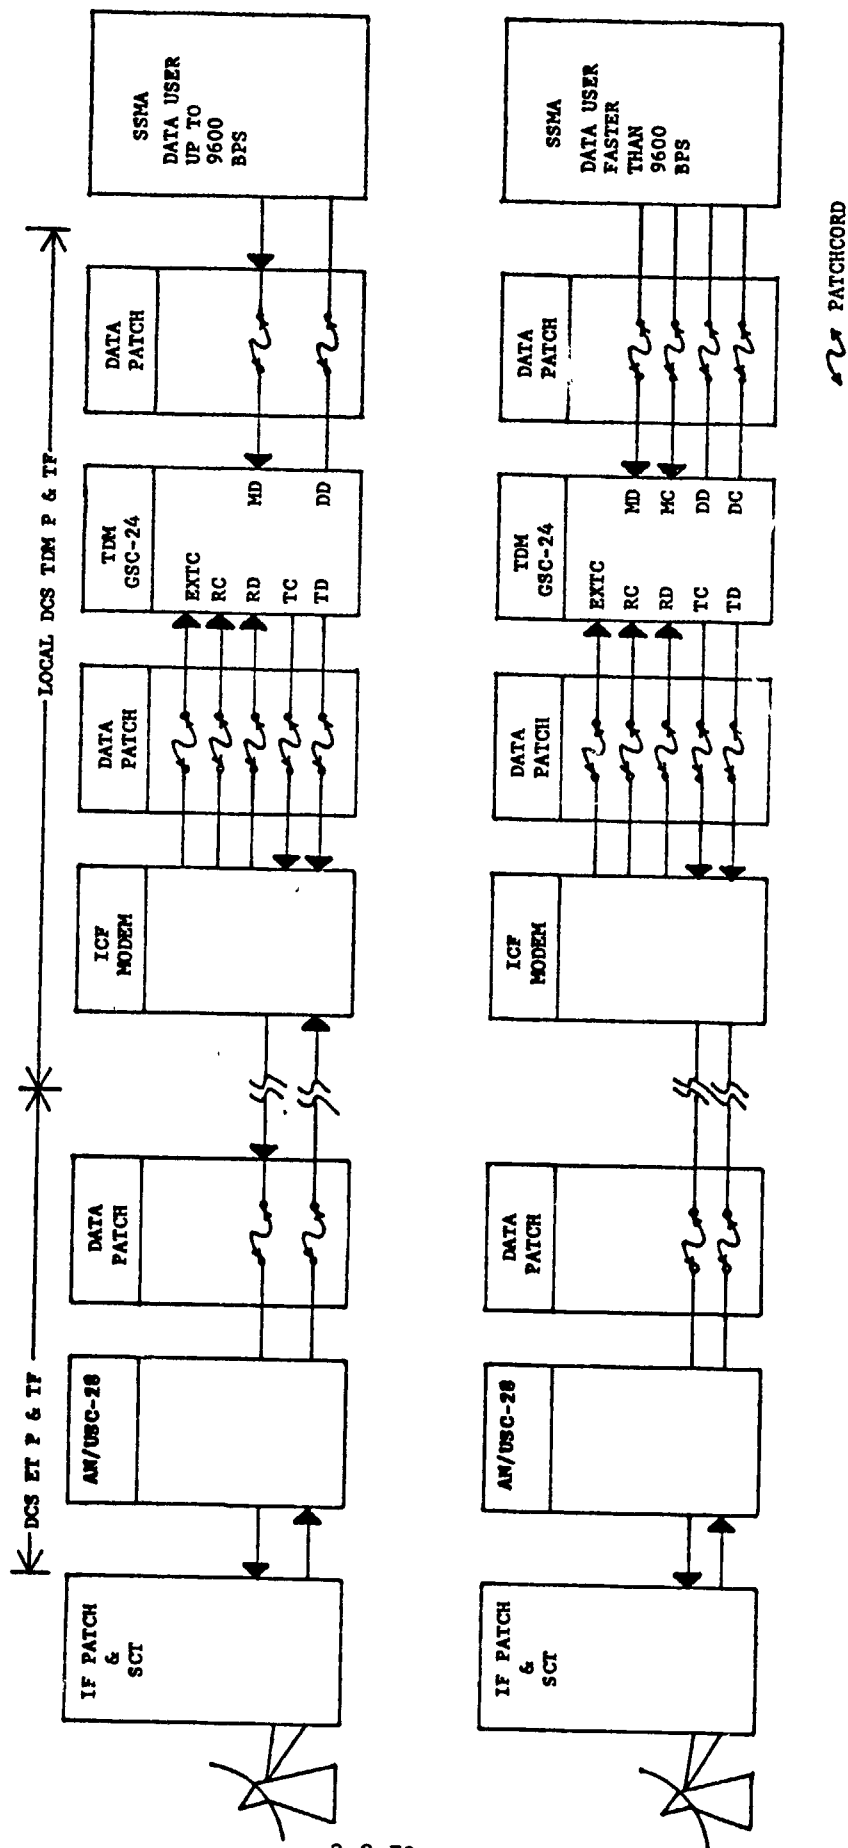 DCS ET P & TF
LOCAL DCS TDM P & TF
IF PATCH
&
SCT
AN/USC-28
DATA
PATCH
ICF
MODEM
DATA
PATCH
TDM
GSC-24
EXTC
RC
RD
TC
TD
MD
DD
DATA
PATCH
SSMA
DATA USER
UP TO
9600
BPS
IF PATCH
&
SCT
AN/USC-28
DATA
PATCH
ICF
MODEM
DATA
PATCH
TDM
GSC-24
EXTC
RC
RD
TC
TD
MD
MC
DD
DC
DATA
PATCH
SSMA
DATA USER
FASTER
THAN
9600
BPS
PATCHCORD